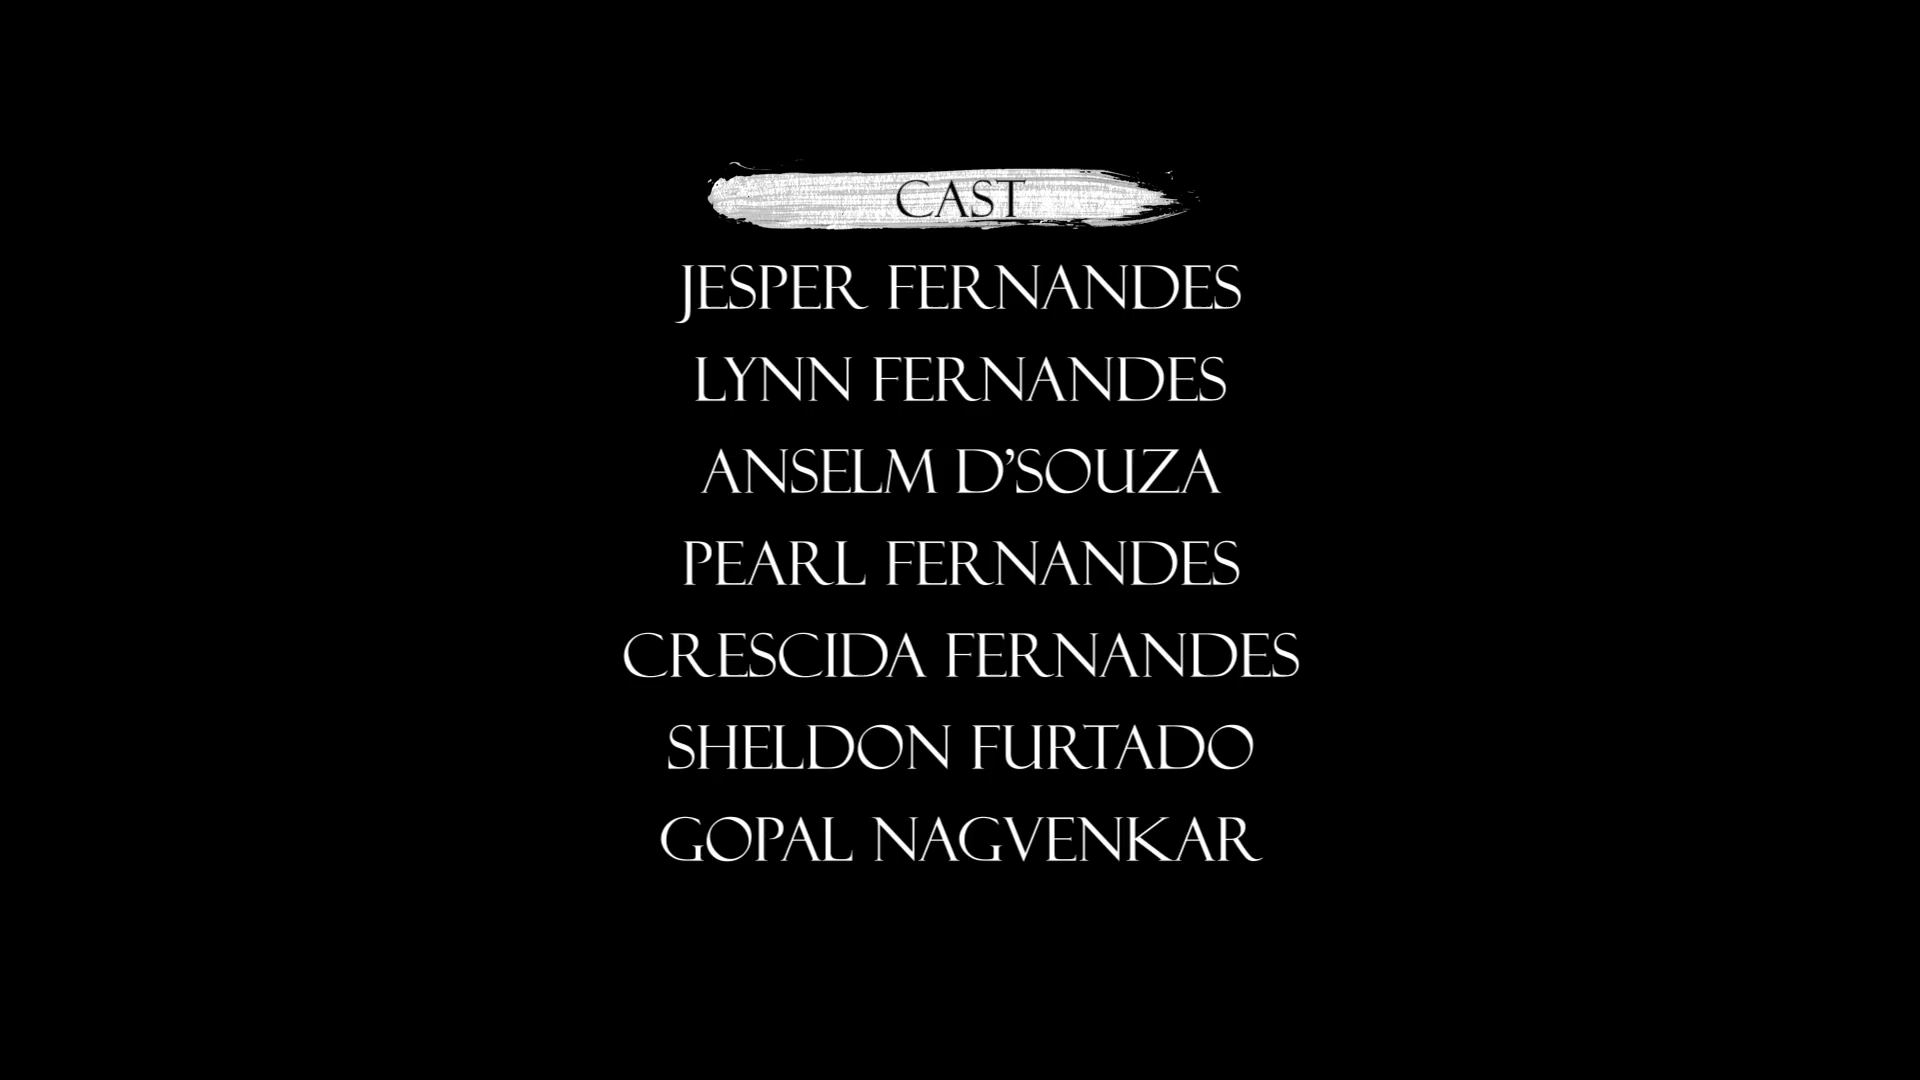 CAST
JESPER FERNANDES
LYNN FERNANDES
ANSELM D'SOUZA
PEARL FERNANDES
CRESCIDA FERNANDES
SHELDON FURTADO
GOPAL NAGVENKAR